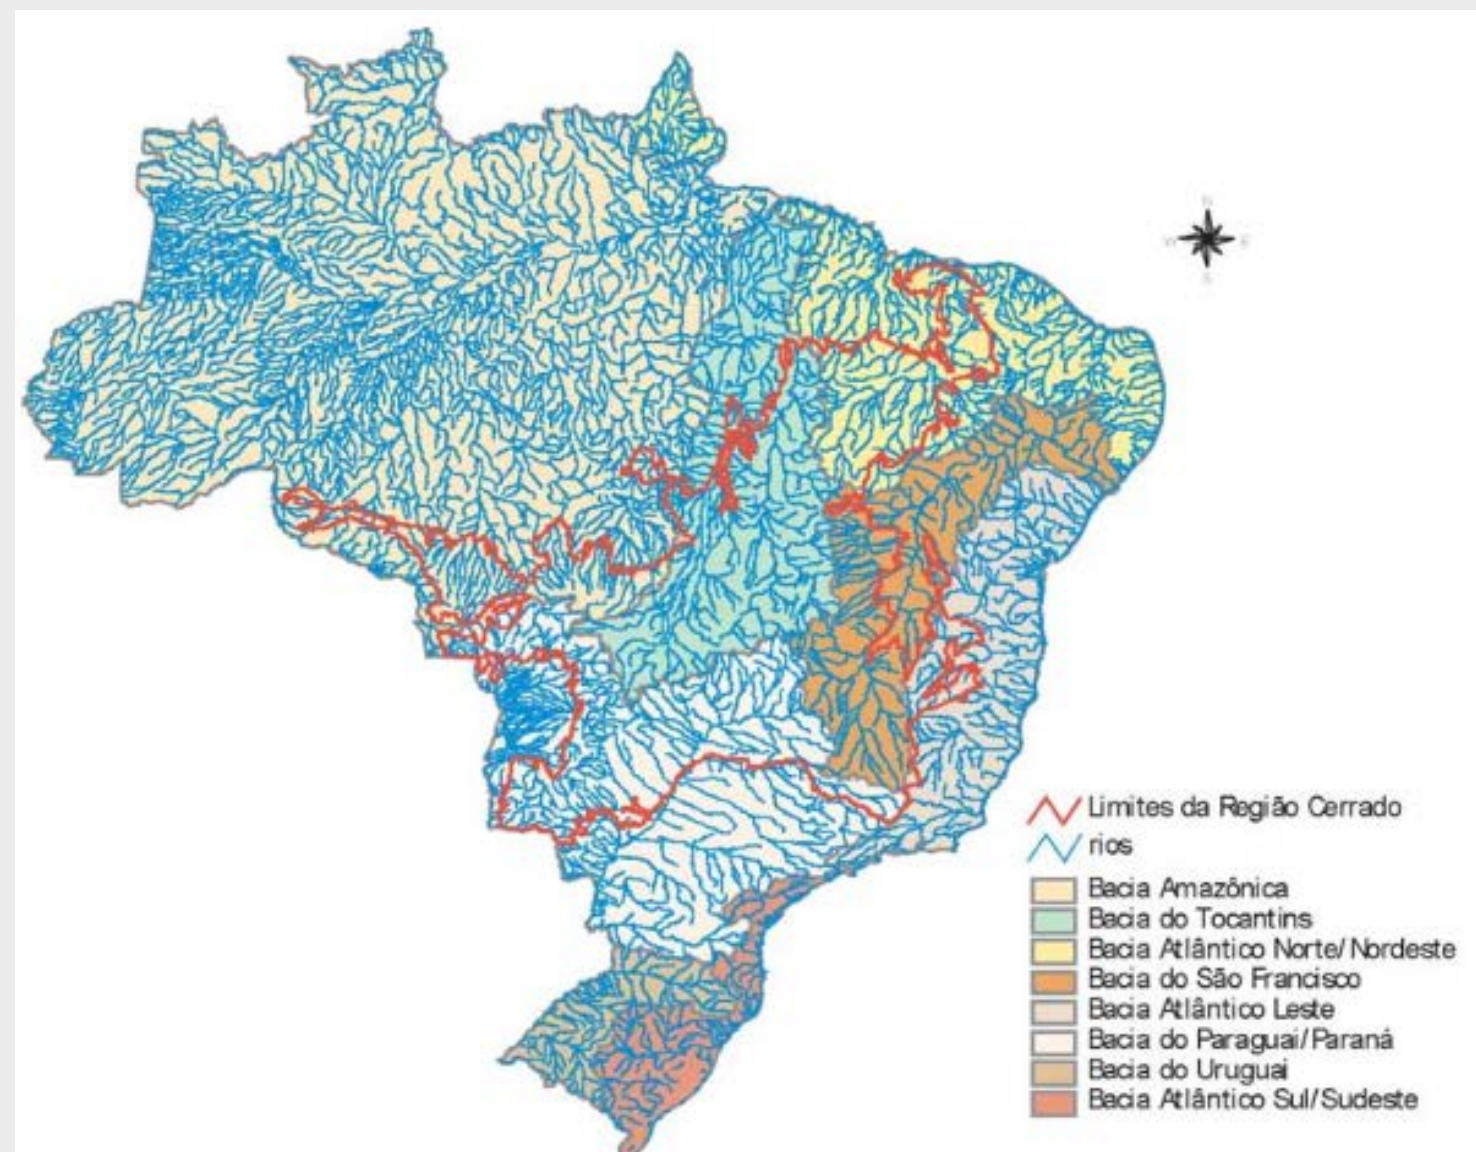 N
W E
S
Limites da Região Cerrado
rios
Bacia Amazônica
Bacia do Tocantins
Bacia Atlântico Norte/Nordeste
Bacia do São Francisco
Bacia Atlântico Leste
Bacia do Paraguai/Paraná
Bacia do Uruguai
Bacia Atlântico Sul/Sudeste